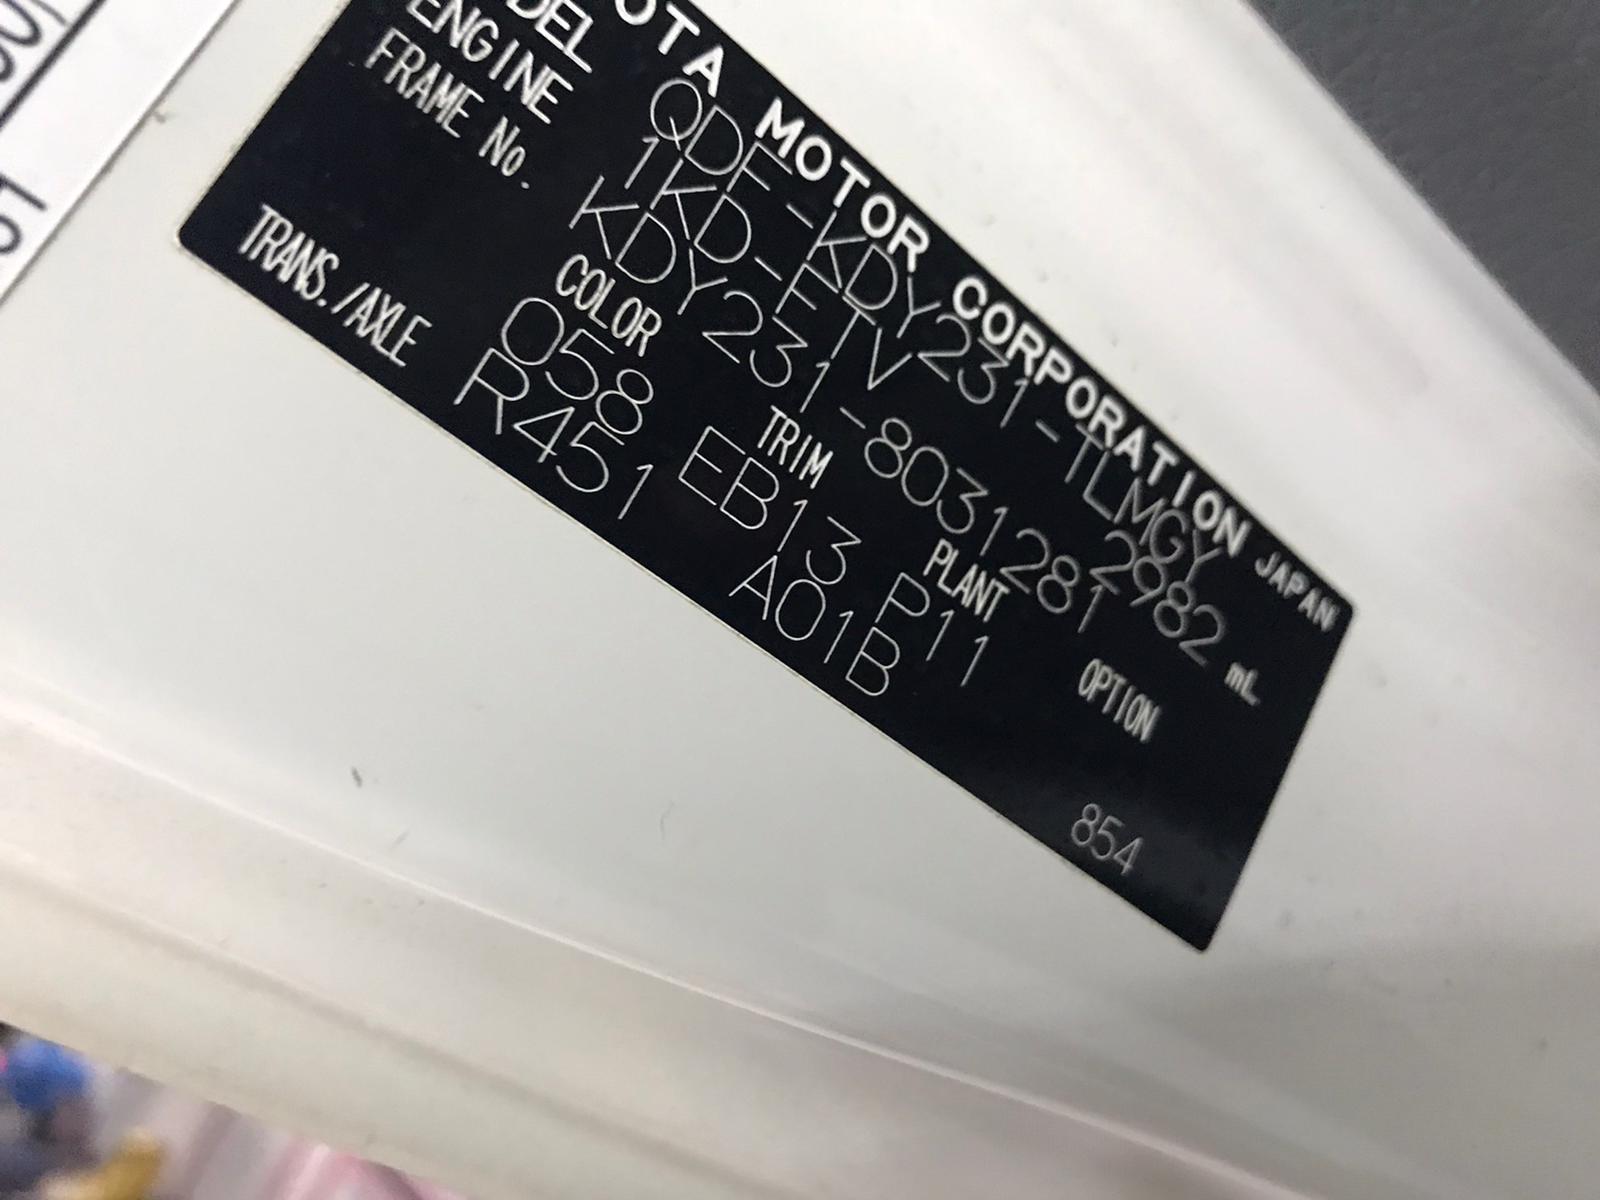 OTA MOTOR CORPORATION JAPAN
DEL QDF-KDY231-TLMGY
ENGINE 1KD-FTV 2982 mL
FRAME No. KDY231-8031281
COLOR TRIM PLANT OPTION
058 EB13 P11
TRANS./AXLE R451 A01B
854